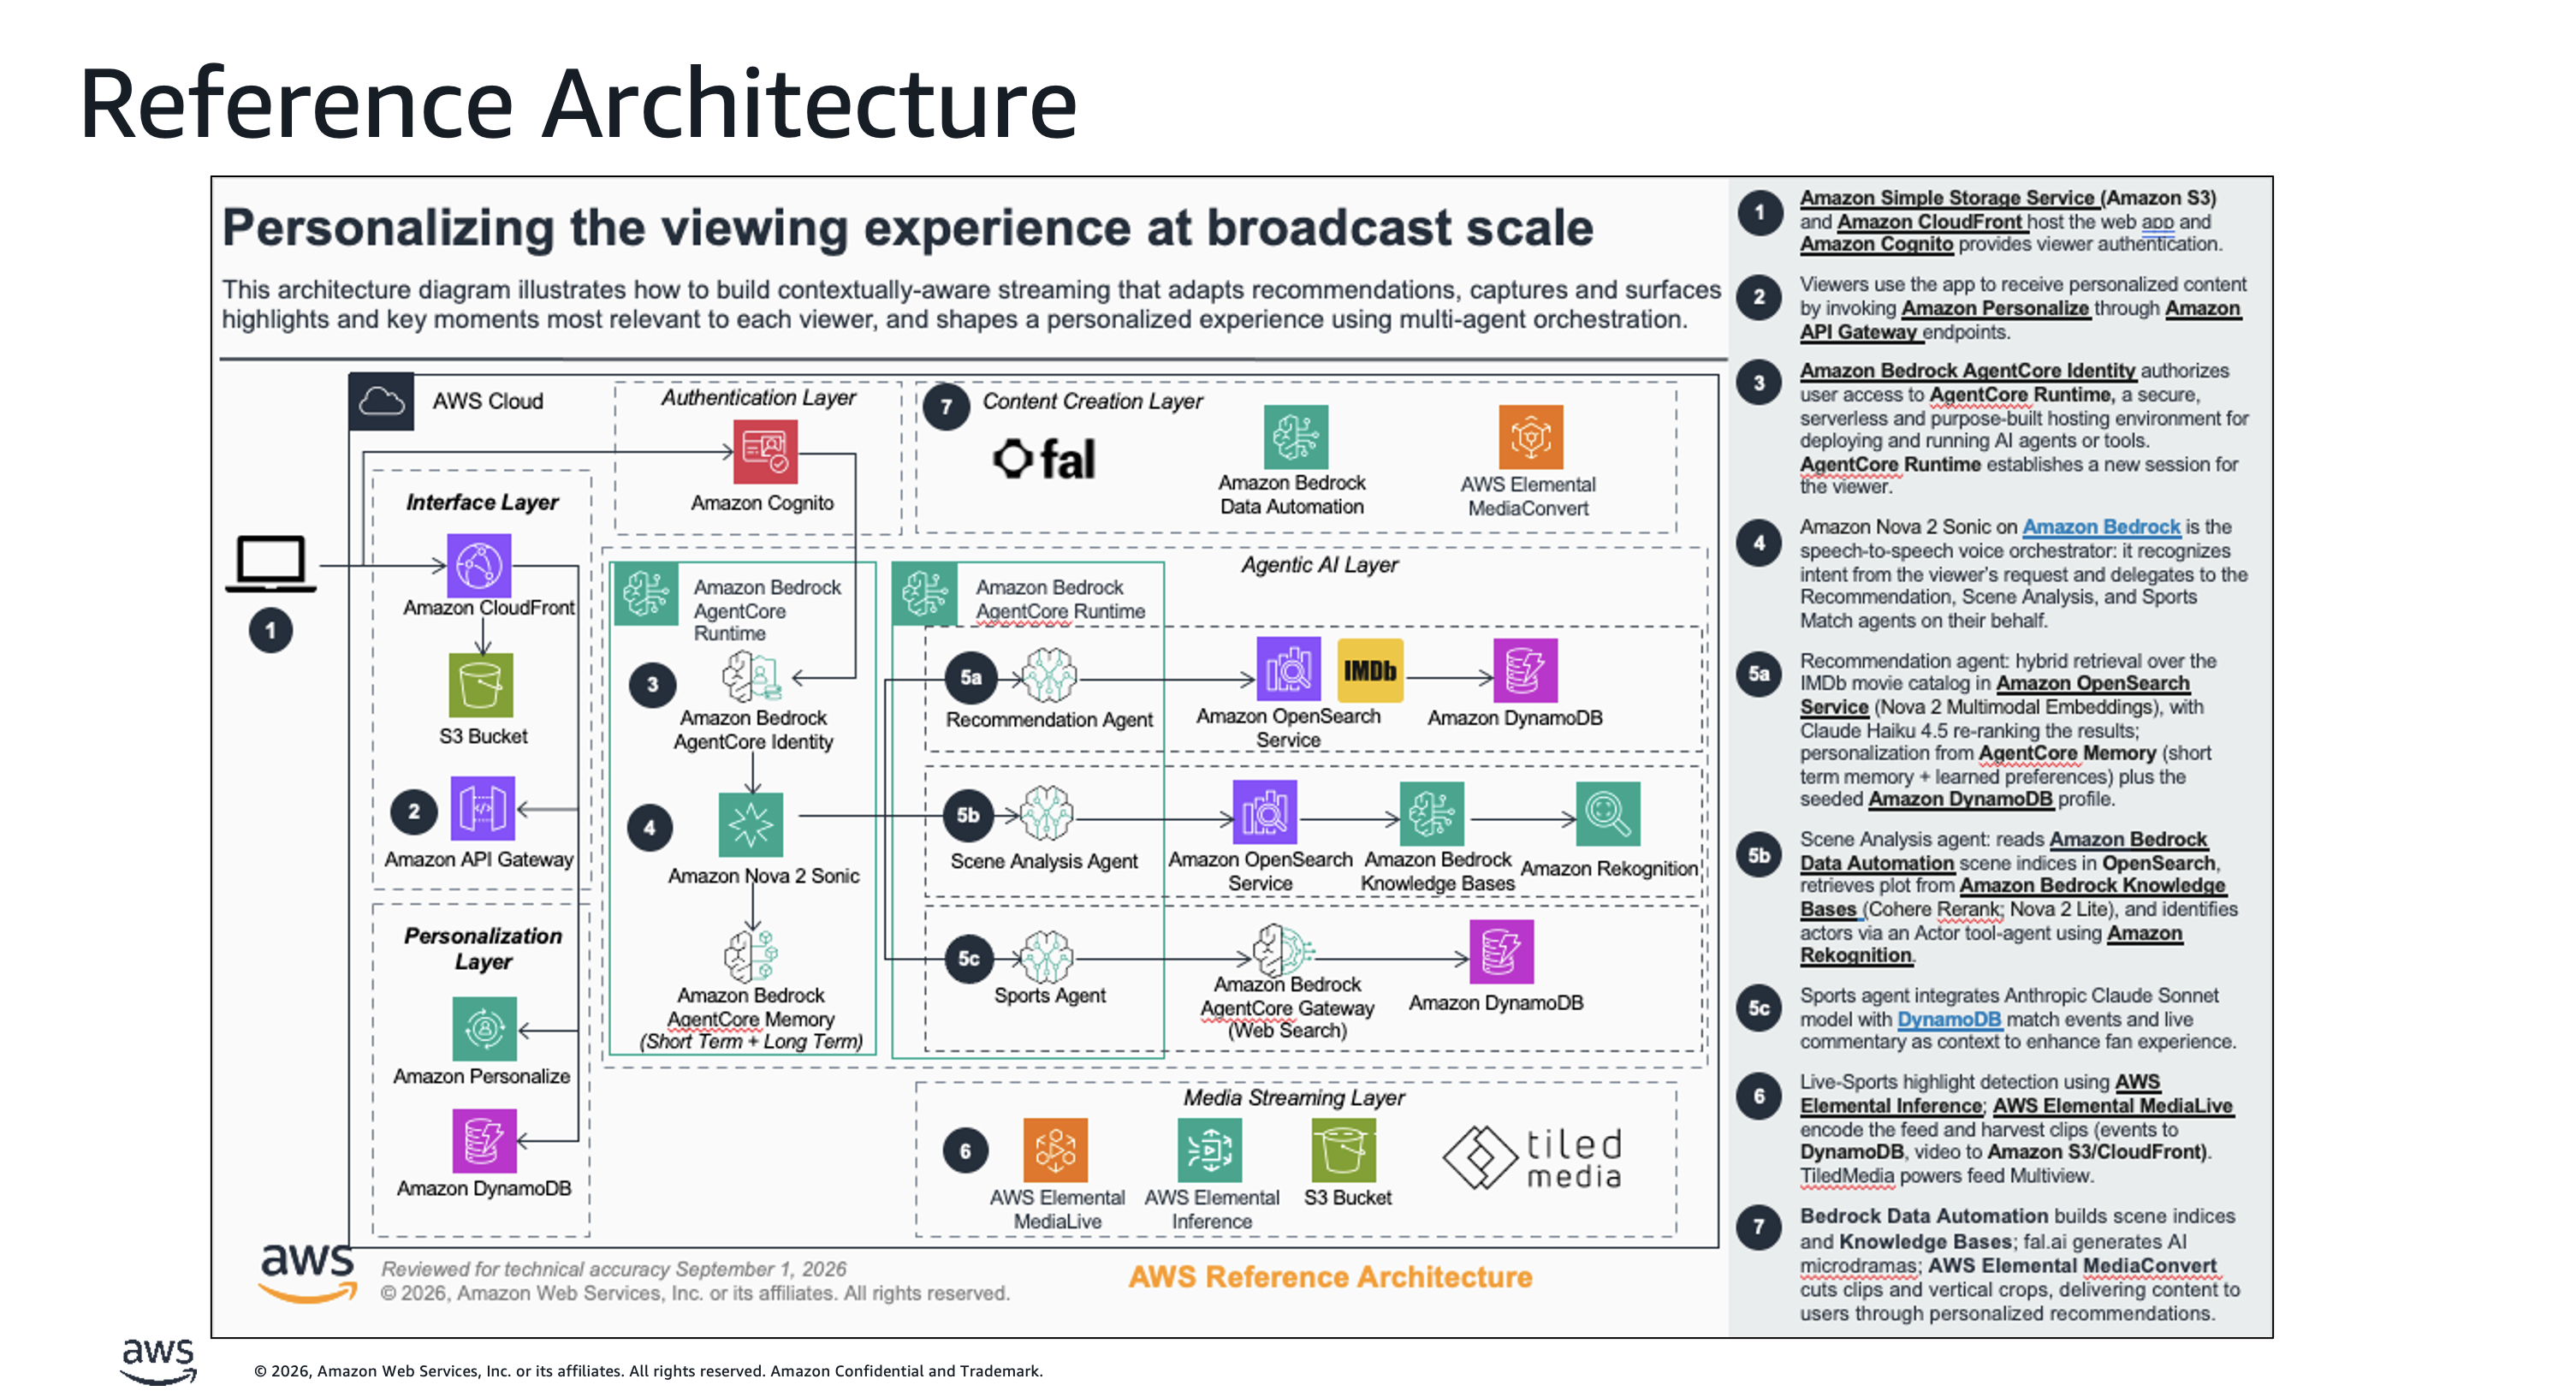 Reference Architecture
Personalizing the viewing experience at broadcast scale
This architecture diagram illustrates how to build contextually-aware streaming that adapts recommendations, captures and surfaces
highlights and key moments most relevant to each viewer, and shapes a personalized experience using multi-agent orchestration.
AWS Cloud
Authentication Layer
Amazon Cognito
7
Content Creation Layer
fal
Amazon Bedrock
Data Automation
AWS Elemental
MediaConvert
Interface Layer
1
Amazon CloudFront
S3 Bucket
2
Amazon API Gateway
Personalization
Layer
Amazon Personalize
Amazon DynamoDB
Agentic AI Layer
Amazon Bedrock
AgentCore
Runtime
3
Amazon Bedrock
AgentCore Identity
4
Amazon Nova 2 Sonic
Amazon Bedrock
AgentCore Memory
(Short Term + Long Term)
Amazon Bedrock
AgentCore Runtime
5a
Recommendation Agent
Amazon OpenSearch
Service
IMDb
Amazon DynamoDB
5b
Scene Analysis Agent
Amazon OpenSearch
Service
Amazon Bedrock
Knowledge Bases
Amazon Rekognition
5c
Sports Agent
Amazon Bedrock
AgentCore Gateway
(Web Search)
Amazon DynamoDB
Media Streaming Layer
6
AWS Elemental
MediaLive
AWS Elemental
Inference
S3 Bucket
tiled
media
aws
Reviewed for technical accuracy September 1, 2026
© 2026, Amazon Web Services, Inc. or its affiliates. All rights reserved.
AWS Reference Architecture
1
Amazon Simple Storage Service (Amazon S3)
and Amazon CloudFront host the web app and
Amazon Cognito provides viewer authentication.
2
Viewers use the app to receive personalized content
by invoking Amazon Personalize through Amazon
API Gateway endpoints.
3
Amazon Bedrock AgentCore Identity authorizes
user access to AgentCore Runtime, a secure,
serverless and purpose-built hosting environment for
deploying and running AI agents or tools.
AgentCore Runtime establishes a new session for
the viewer.
4
Amazon Nova 2 Sonic on Amazon Bedrock is the
speech-to-speech voice orchestrator: it recognizes
intent from the viewer's request and delegates to the
Recommendation, Scene Analysis, and Sports
Match agents on their behalf.
5a
Recommendation agent: hybrid retrieval over the
IMDb movie catalog in Amazon OpenSearch
Service (Nova 2 Multimodal Embeddings), with
Claude Haiku 4.5 re-ranking the results;
personalization from AgentCore Memory (short
term memory + learned preferences) plus the
seeded Amazon DynamoDB profile.
5b
Scene Analysis agent: reads Amazon Bedrock
Data Automation scene indices in OpenSearch,
retrieves plot from Amazon Bedrock Knowledge
Bases (Cohere Rerank; Nova 2 Lite), and identifies
actors via an Actor tool-agent using Amazon
Rekognition.
5c
Sports agent integrates Anthropic Claude Sonnet
model with DynamoDB match events and live
commentary as context to enhance fan experience.
6
Live-Sports highlight detection using AWS
Elemental Inference; AWS Elemental MediaLive
encode the feed and harvest clips (events to
DynamoDB, video to Amazon S3/CloudFront).
TiledMedia powers feed Multiview.
7
Bedrock Data Automation builds scene indices
and Knowledge Bases; fal.ai generates AI
microdramas; AWS Elemental MediaConvert
cuts clips and vertical crops, delivering content to
users through personalized recommendations.
aws
© 2026, Amazon Web Services, Inc. or its affiliates. All rights reserved. Amazon Confidential and Trademark.